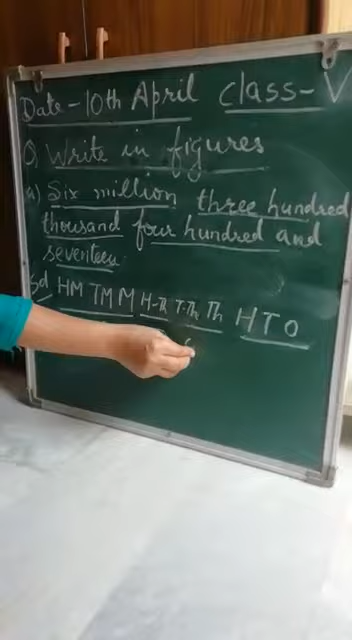 Date - 10th April class - V
Q) Write in figures
a) Six million three hundred
thousand four hundred and
seventeen
Sol HM TM M H-Th T-Th Th H T O